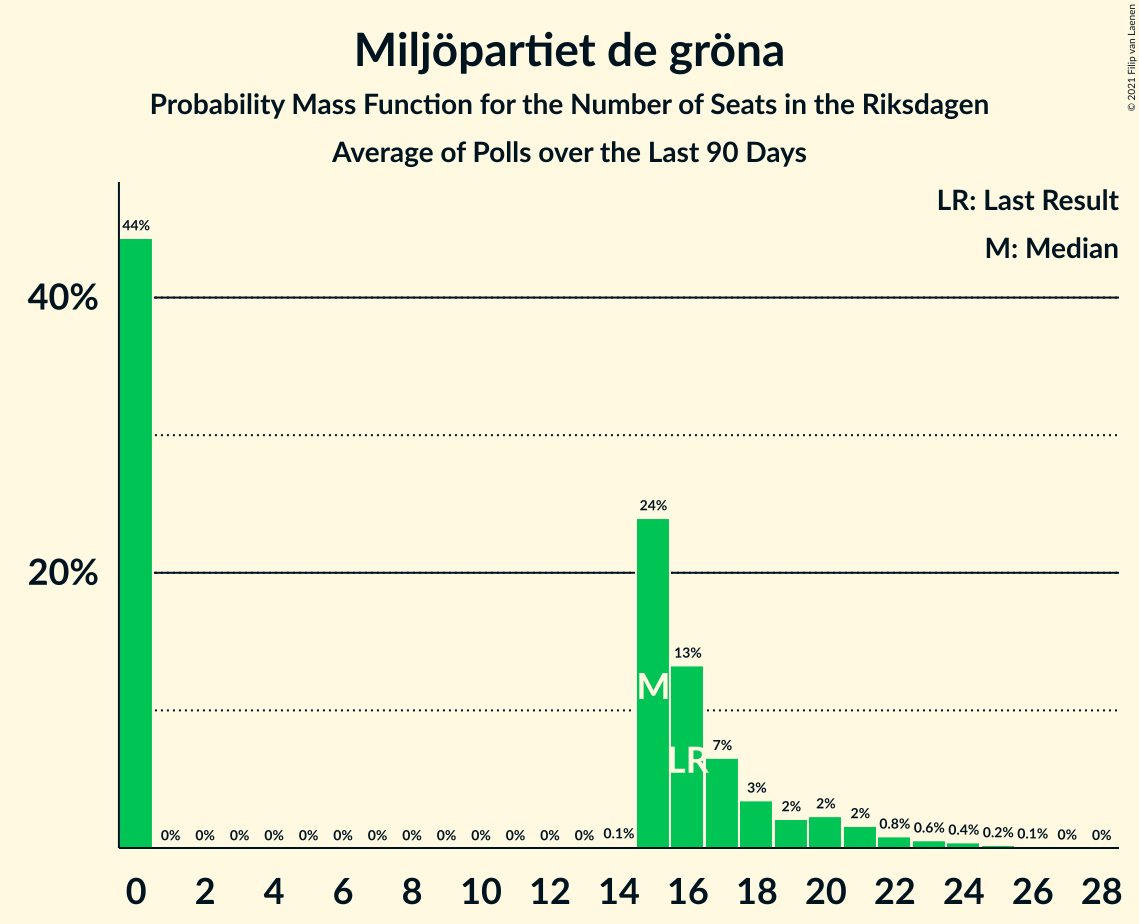 Miljöpartiet de gröna
Probability Mass Function for the Number of Seats in the Riksdagen
Average of Polls over the Last 90 Days
© 2021 Filip van Laenen
LR: Last Result
M: Median
40%
20%
44%
0% 0% 0% 0% 0% 0% 0% 0% 0% 0% 0% 0% 0% 0.1% 24% 13% 7% 3% 2% 2% 2% 0.8% 0.6% 0.4% 0.2% 0.1% 0% 0%
M
LR
0 2 4 6 8 10 12 14 16 18 20 22 24 26 28